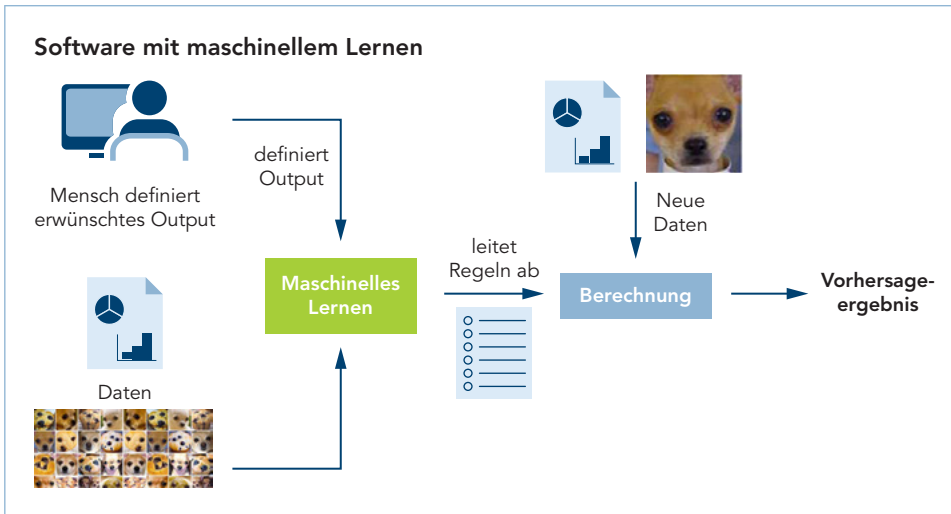 Software mit maschinellem Lernen
Mensch definiert
erwünschtes Output
definiert
Output
Daten
Maschinelles
Lernen
leitet
Regeln ab
Neue
Daten
Berechnung
Vorhersage-
ergebnis